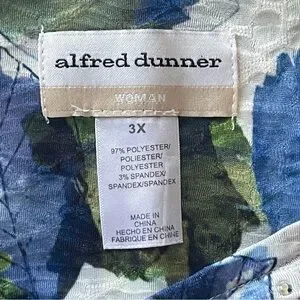 alfred dunner
WOMAN
3X
97% POLYESTER/
POLIESTER/
POLYESTER
3% SPANDEX/
SPANDEX/SPANDEX
MADE IN
CHINA
HECHO EN CHINA
FABRIQUE EN CHINE